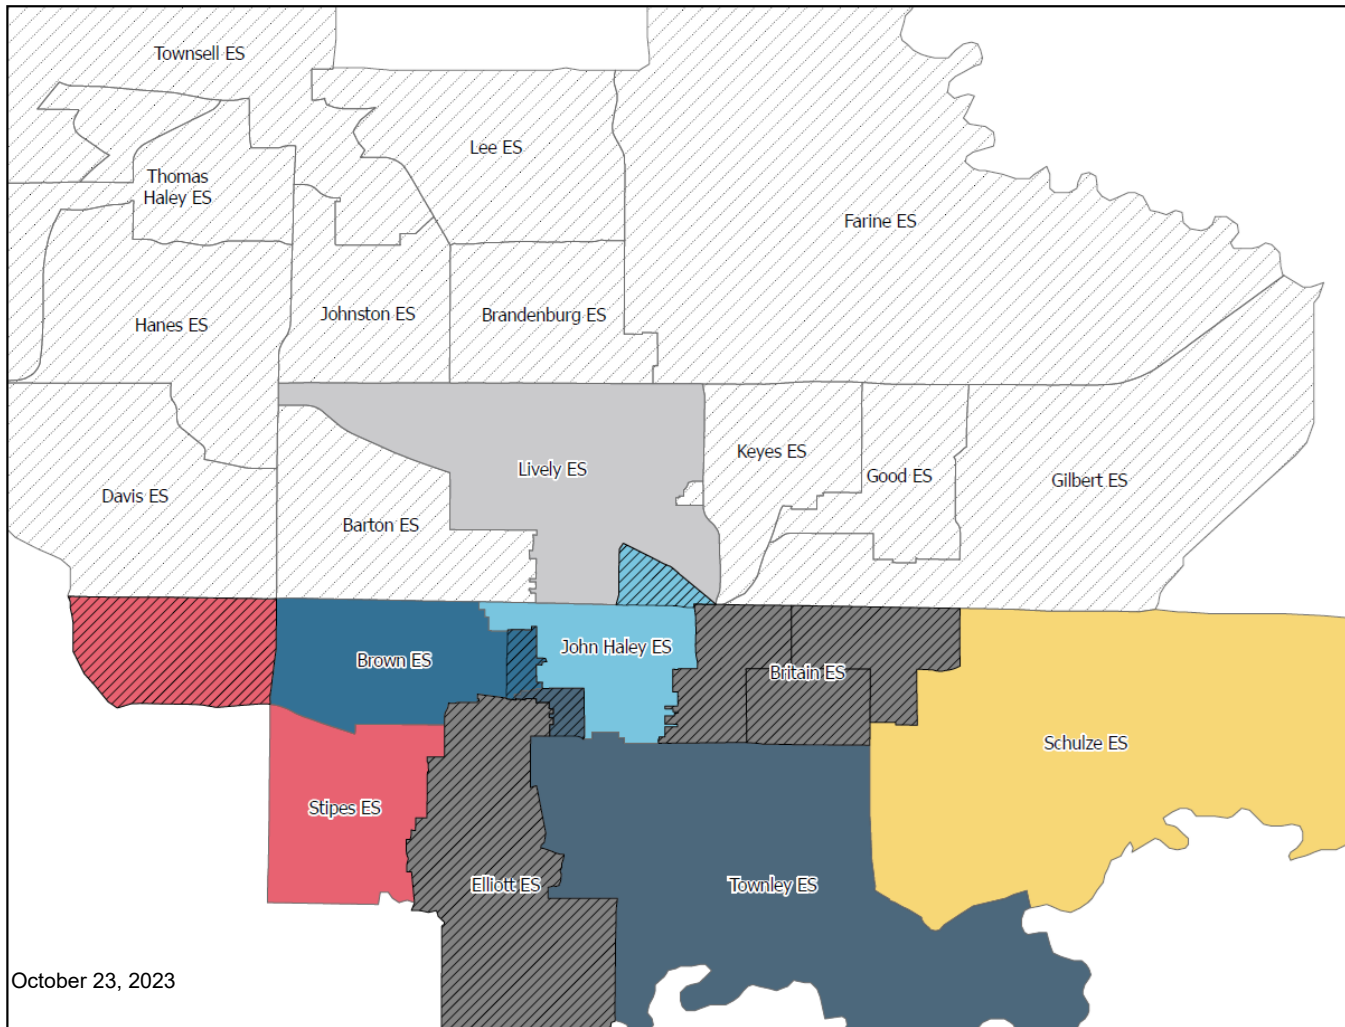 Townsell ES
Lee ES
Thomas
Haley ES
Farine ES
Johnston ES
Brandenburg ES
Hanes ES
Keyes ES
Lively ES
Good ES
Gilbert ES
Davis ES
Barton ES
John Haley ES
Brown ES
Britain ES
Schulze ES
Stipes ES
Elliott ES
Townley ES
October 23, 2023